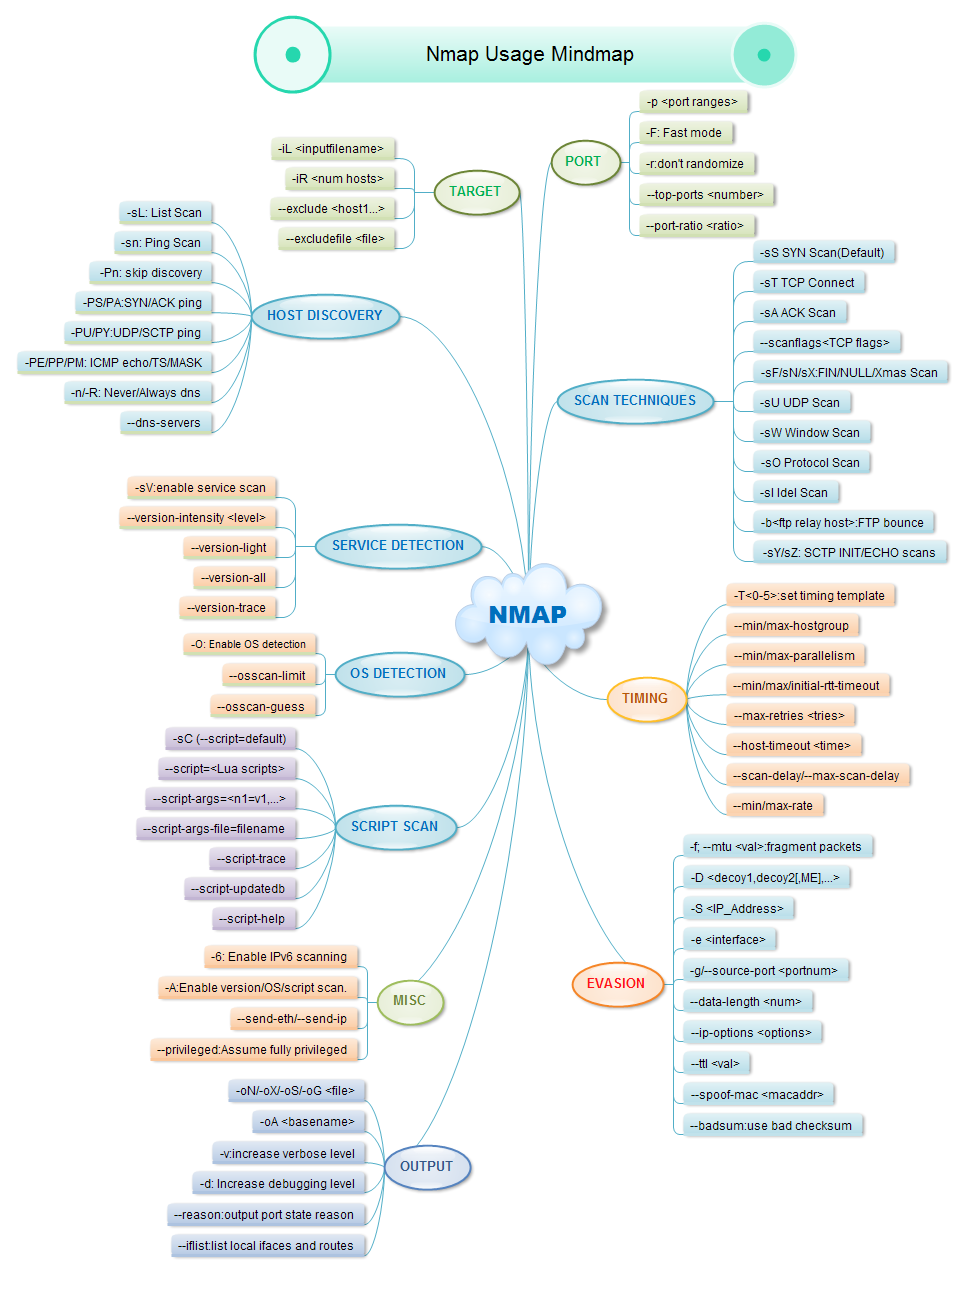 Nmap Usage Mindmap
NMAP
TARGET
-iL <inputfilename>
-iR <num hosts>
--exclude <host1...>
--excludefile <file>
HOST DISCOVERY
-sL: List Scan
-sn: Ping Scan
-Pn: skip discovery
-PS/PA:SYN/ACK ping
-PU/PY:UDP/SCTP ping
-PE/PP/PM: ICMP echo/TS/MASK
-n/-R: Never/Always dns
--dns-servers
SERVICE DETECTION
-sV:enable service scan
--version-intensity <level>
--version-light
--version-all
--version-trace
OS DETECTION
-O: Enable OS detection
--osscan-limit
--osscan-guess
SCRIPT SCAN
-sC (--script=default)
--script=<Lua scripts>
--script-args=<n1=v1,...>
--script-args-file=filename
--script-trace
--script-updatedb
--script-help
MISC
-6: Enable IPv6 scanning
-A:Enable version/OS/script scan.
--send-eth/--send-ip
--privileged:Assume fully privileged
OUTPUT
-oN/-oX/-oS/-oG <file>
-oA <basename>
-v:increase verbose level
-d: Increase debugging level
--reason:output port state reason
--iflist:list local ifaces and routes
PORT
-p <port ranges>
-F: Fast mode
-r:don't randomize
--top-ports <number>
--port-ratio <ratio>
SCAN TECHNIQUES
-sS SYN Scan(Default)
-sT TCP Connect
-sA ACK Scan
--scanflags<TCP flags>
-sF/sN/sX:FIN/NULL/Xmas Scan
-sU UDP Scan
-sW Window Scan
-sO Protocol Scan
-sI Idel Scan
-b<ftp relay host>:FTP bounce
-sY/sZ: SCTP INIT/ECHO scans
TIMING
-T<0-5>:set timing template
--min/max-hostgroup
--min/max-parallelism
--min/max/initial-rtt-timeout
--max-retries <tries>
--host-timeout <time>
--scan-delay/--max-scan-delay
--min/max-rate
EVASION
-f; --mtu <val>:fragment packets
-D <decoy1,decoy2[,ME],...>
-S <IP_Address>
-e <interface>
-g/--source-port <portnum>
--data-length <num>
--ip-options <options>
--ttl <val>
--spoof-mac <macaddr>
--badsum:use bad checksum